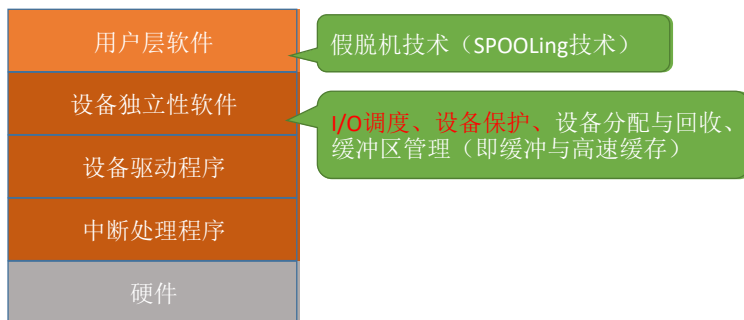 用户层软件
假脱机技术（SPOOLing技术）
设备独立性软件
I/O调度、设备保护、设备分配与回收、
缓冲区管理（即缓冲与高速缓存）
设备驱动程序
中断处理程序
硬件